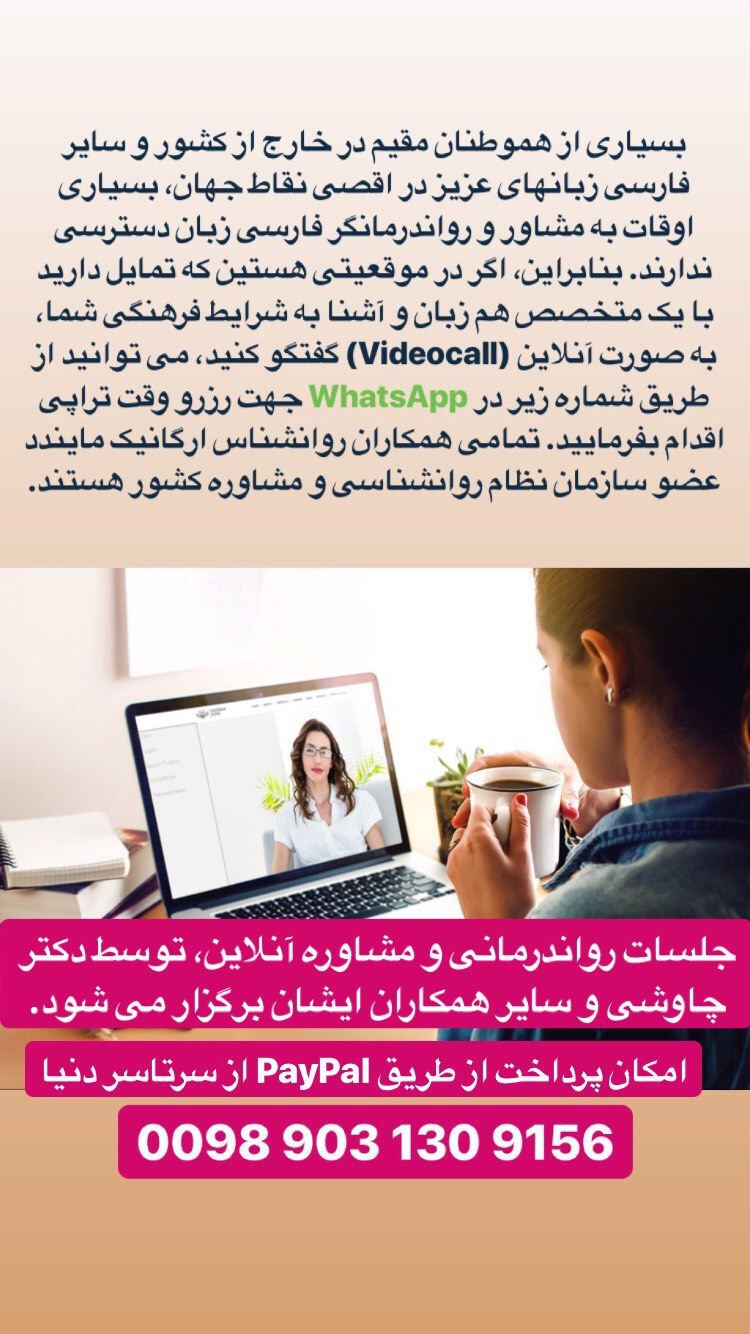 بسیاری از هموطنان مقیم در خارج از کشور و سایر
فارسی زبانهای عزیز در اقصی نقاط جهان، بسیاری
اوقات به مشاور و رواندرمانگر فارسی زبان دسترسی
ندارند. بنابراین، اگر در موقعیتی هستین که تمایل دارید
با یک متخصص هم زبان و آشنا به شرایط فرهنگی شما،
به صورت آنلاین (Videocall) گفتگو کنید، می توانید از
طریق شماره زیر در WhatsApp جهت رزرو وقت تراپی
اقدام بفرمایید. تمامی همکاران روانشناس ارگانیک مایندد
عضو سازمان نظام روانشناسی و مشاوره کشور هستند.
جلسات رواندرمانی و مشاوره آنلاین، توسط دکتر
چاوشی و سایر همکاران ایشان برگزار می شود.
امکان پرداخت از طریق PayPal از سرتاسر دنیا
0098 903 130 9156